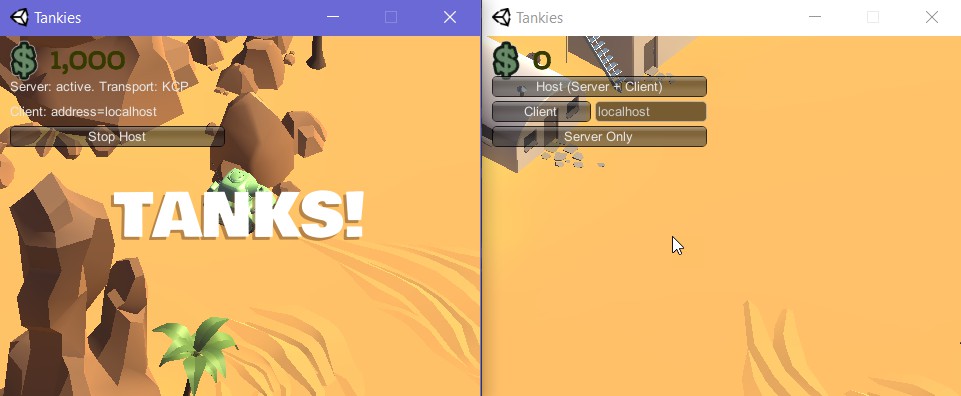 Tankies
$ 1,000
Server: active. Transport: KCP
Client: address=localhost
Stop Host
TANKS!
Tankies
$ 0
Host (Server + Client)
Client localhost
Server Only